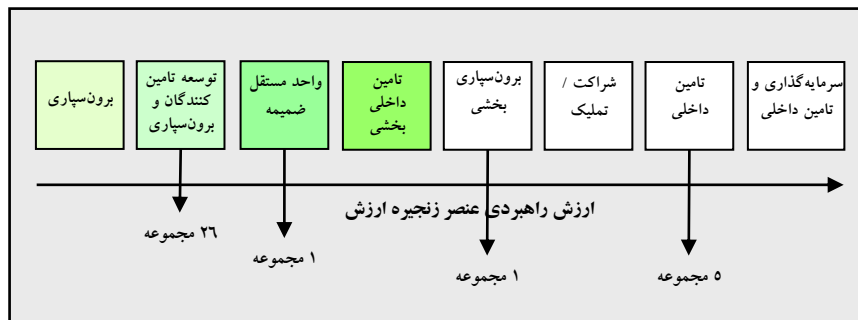 سرمایه‌گذاری و
تامین داخلی
تامین
داخلی
شراکت /
تملیک
برون‌سپاری
بخشی
تامین
داخلی
بخشی
واحد مستقل
ضمیمه
توسعه تامین
کنندگان و
برون‌سپاری
برون‌سپاری
ارزش راهبردی عنصر زنجیره ارزش
۵ مجموعه
۱ مجموعه
۱ مجموعه
۲٦ مجموعه